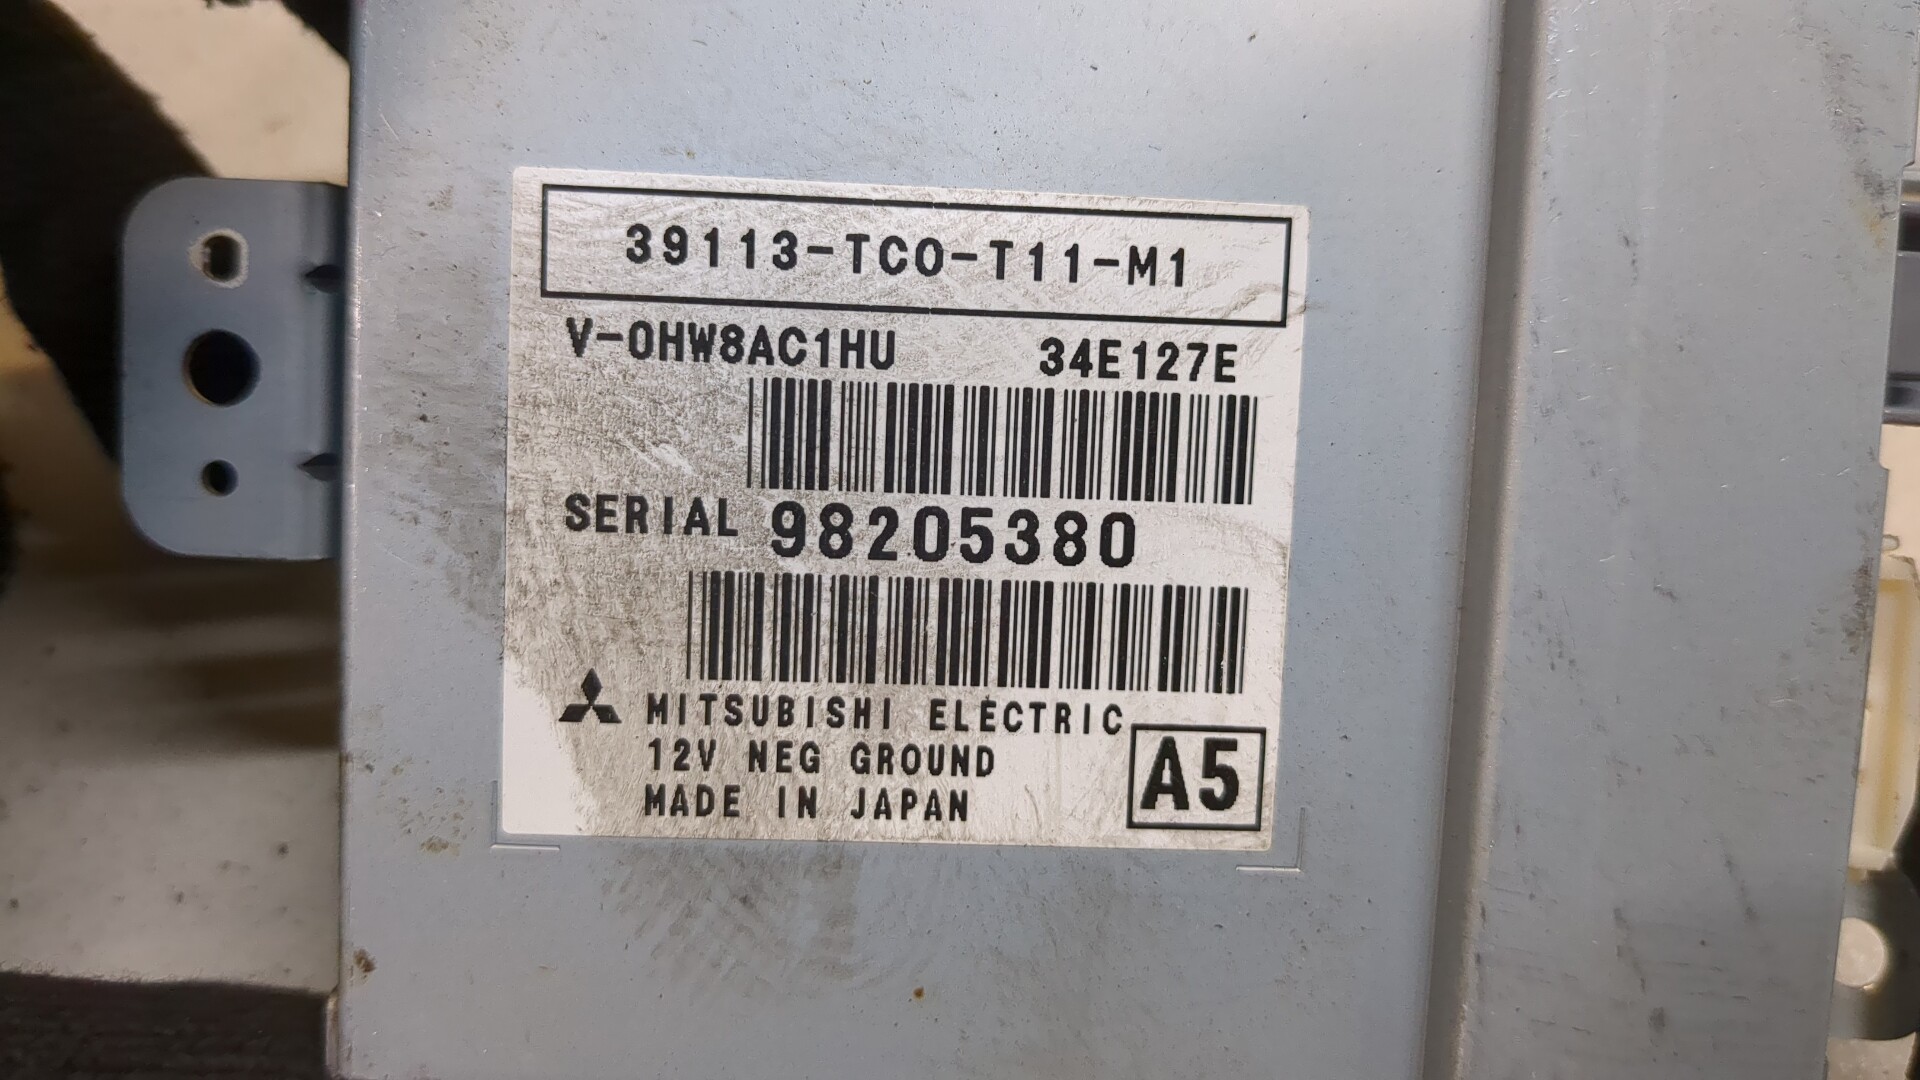 39113-TC0-T11-M1
V-0HW8AC1HU 34E127E
SERIAL 98205380
MITSUBISHI ELECTRIC
12V NEG GROUND
MADE IN JAPAN
A5